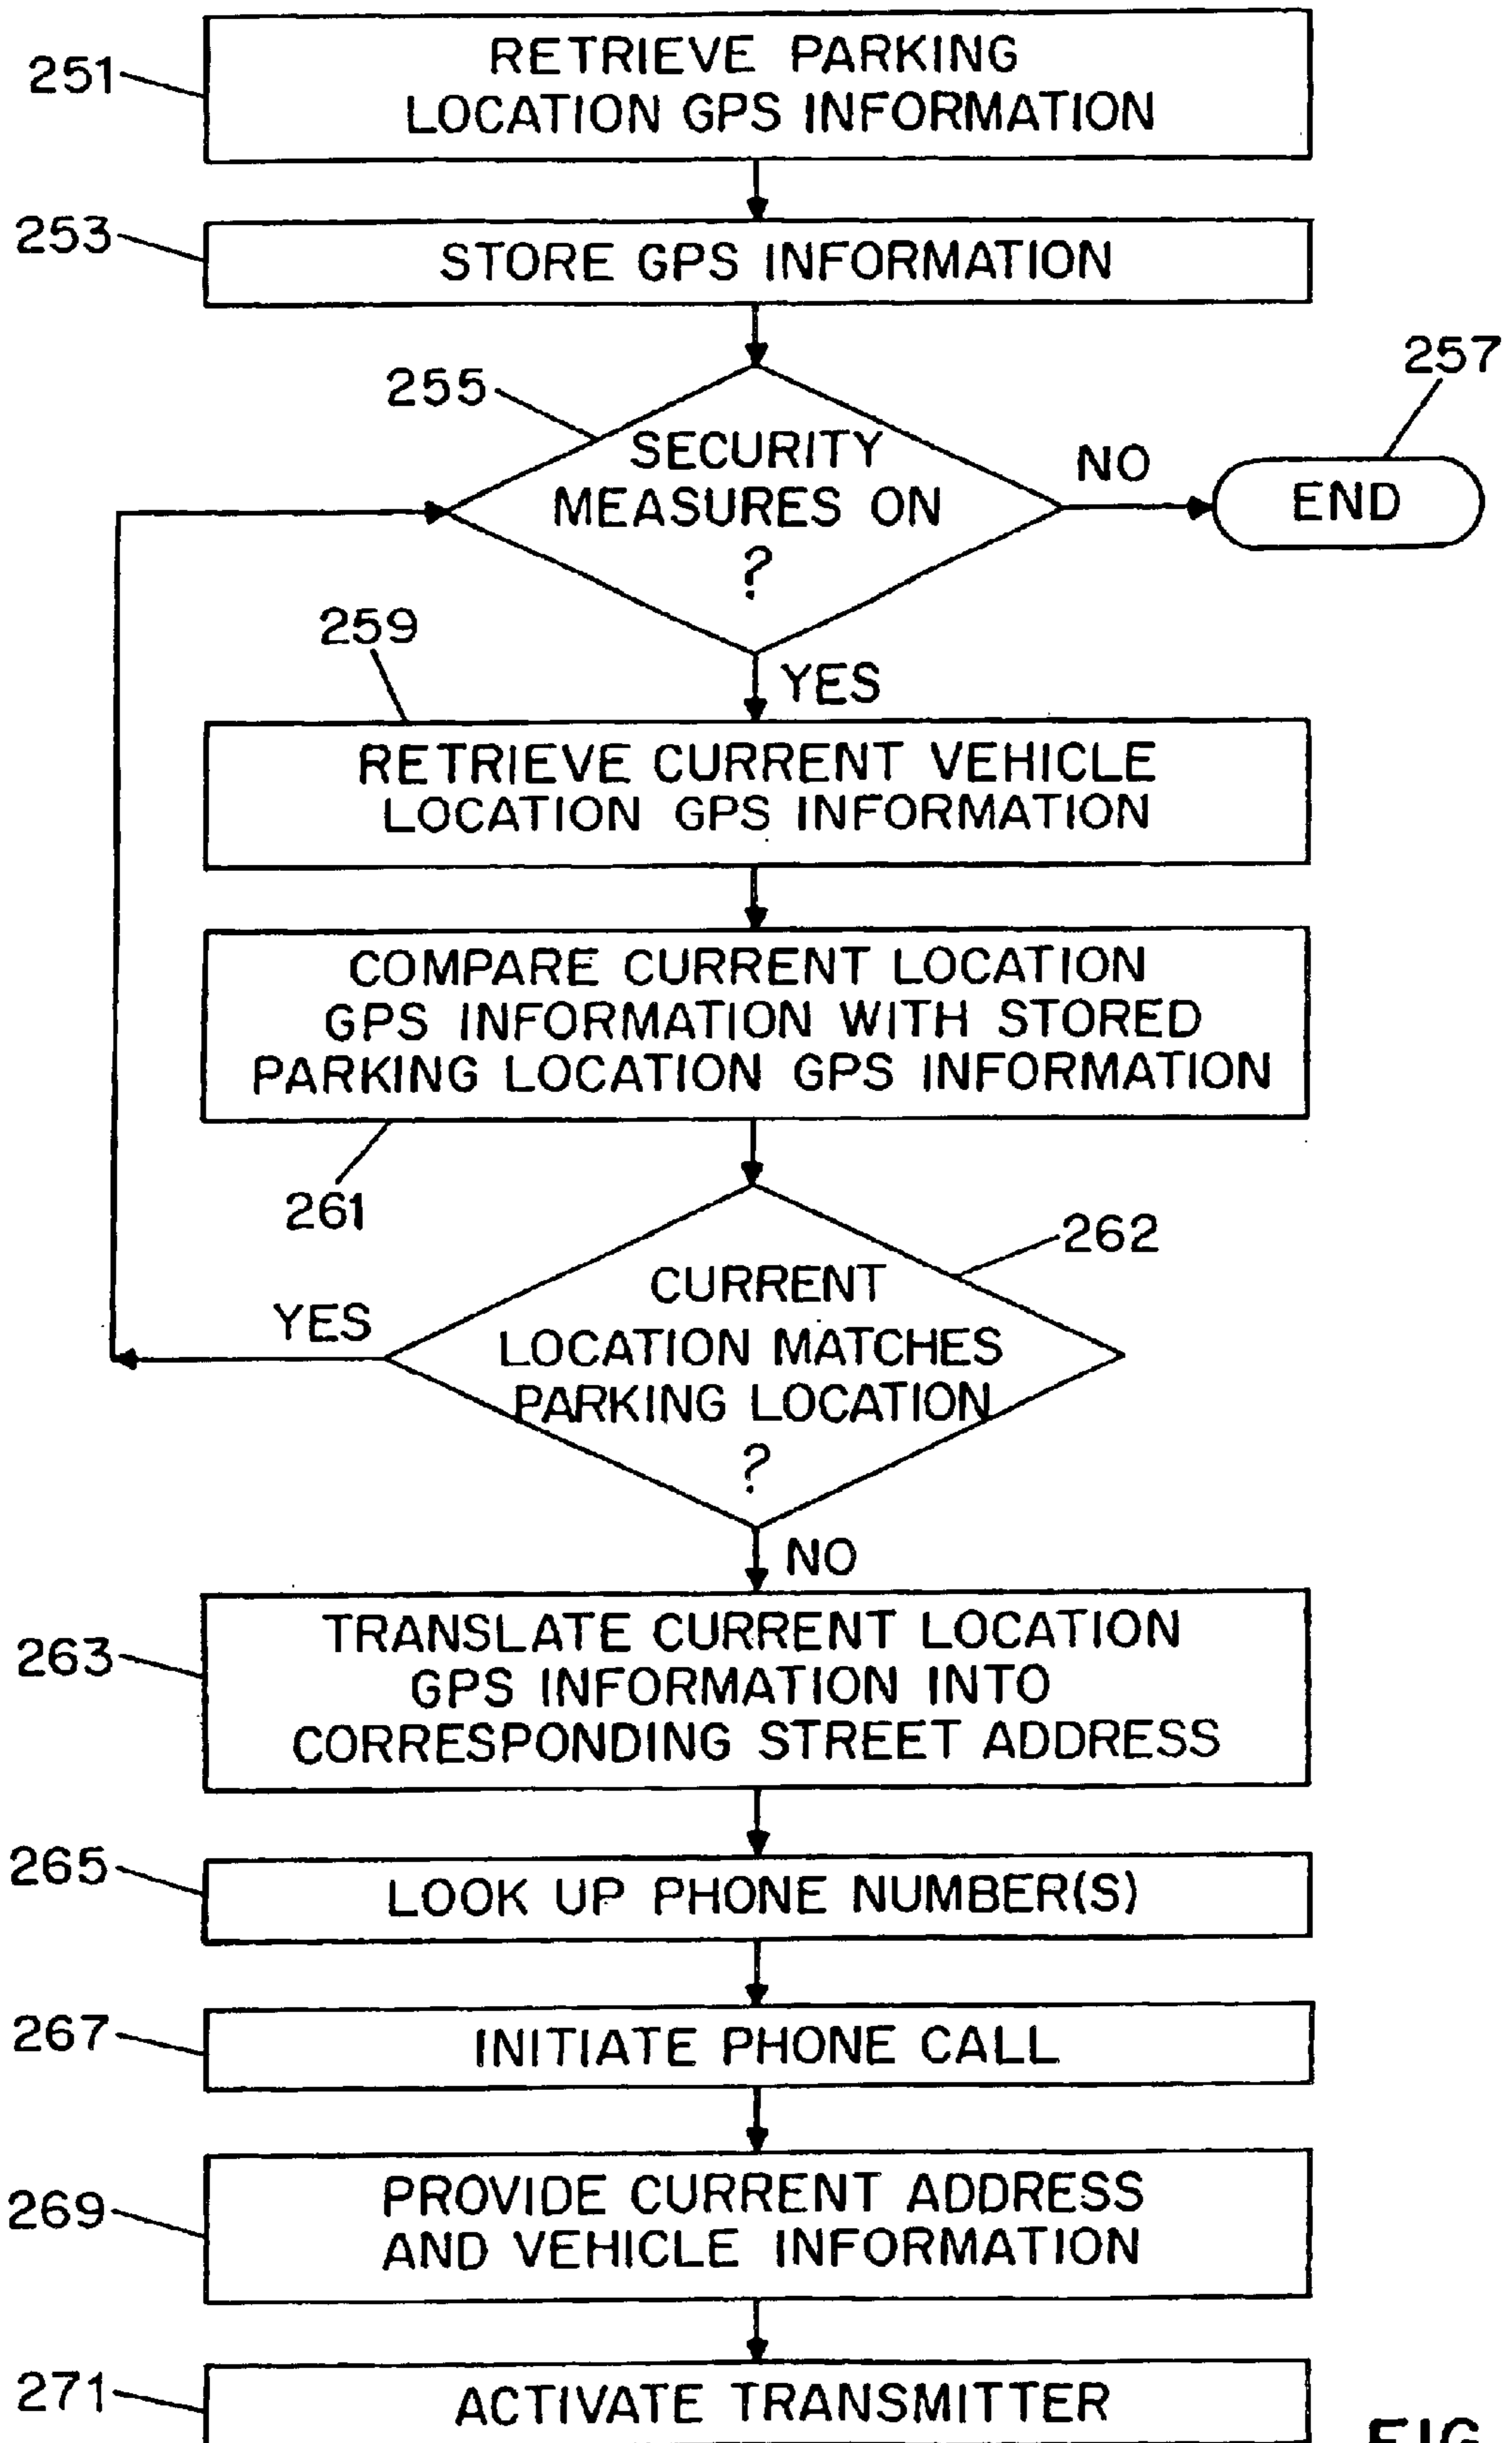 251
RETRIEVE PARKING
LOCATION GPS INFORMATION
253
STORE GPS INFORMATION
255
SECURITY
MEASURES ON
?
NO
257
END
YES
259
RETRIEVE CURRENT VEHICLE
LOCATION GPS INFORMATION
COMPARE CURRENT LOCATION
GPS INFORMATION WITH STORED
PARKING LOCATION GPS INFORMATION
261
262
CURRENT
LOCATION MATCHES
PARKING LOCATION
?
YES
NO
263
TRANSLATE CURRENT LOCATION
GPS INFORMATION INTO
CORRESPONDING STREET ADDRESS
265
LOOK UP PHONE NUMBER(S)
267
INITIATE PHONE CALL
269
PROVIDE CURRENT ADDRESS
AND VEHICLE INFORMATION
271
ACTIVATE TRANSMITTER
FIG